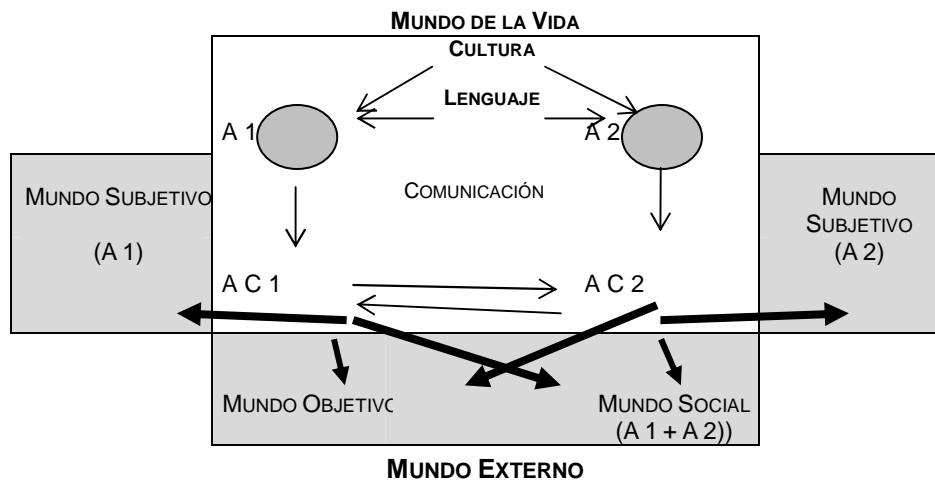 MUNDO DE LA VIDA
CULTURA
LENGUAJE
A 1
A 2
MUNDO SUBJETIVO
(A 1)
COMUNICACIÓN
MUNDO
SUBJETIVO
(A 2)
A C 1
A C 2
MUNDO OBJETIVO
MUNDO SOCIAL
(A 1 + A 2))
MUNDO EXTERNO